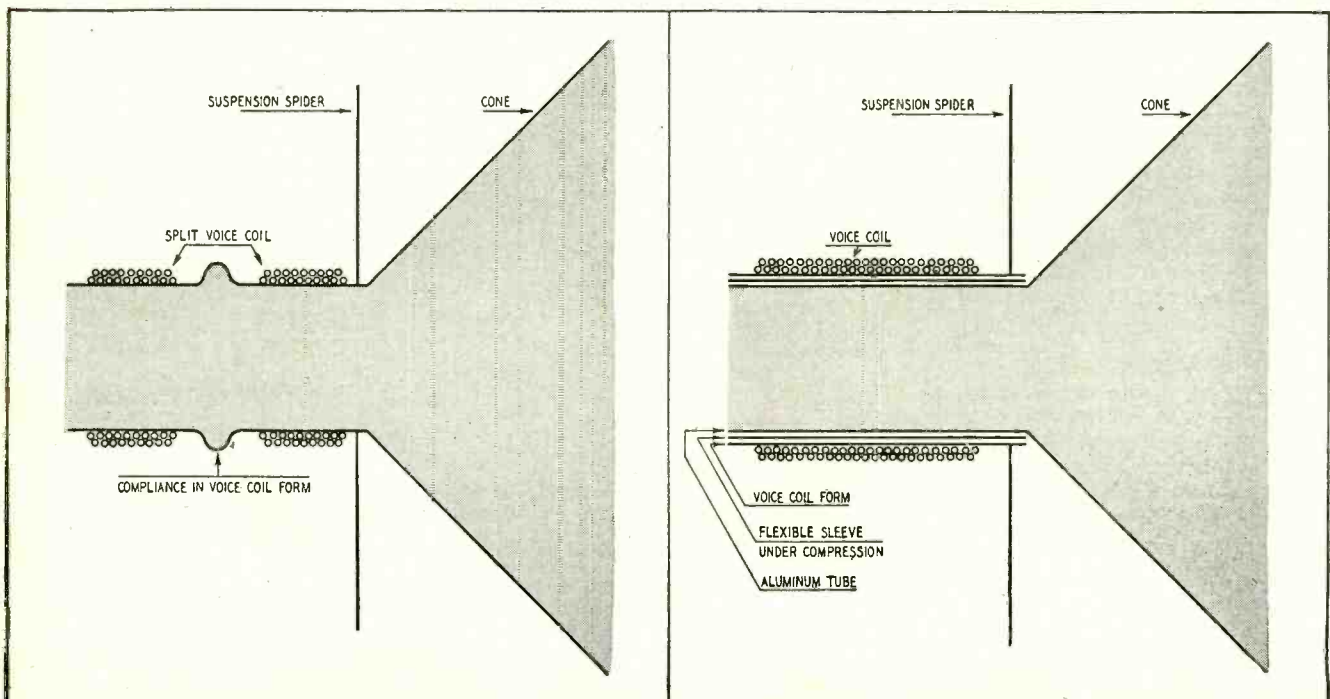 SUSPENSION SPIDER
CONE
SPLIT VOICE COIL
COMPLIANCE IN VOICE COIL FORM
SUSPENSION SPIDER
CONE
VOICE COIL
VOICE COIL FORM
FLEXIBLE SLEEVE
UNDER COMPRESSION
ALUMINUM TUBE